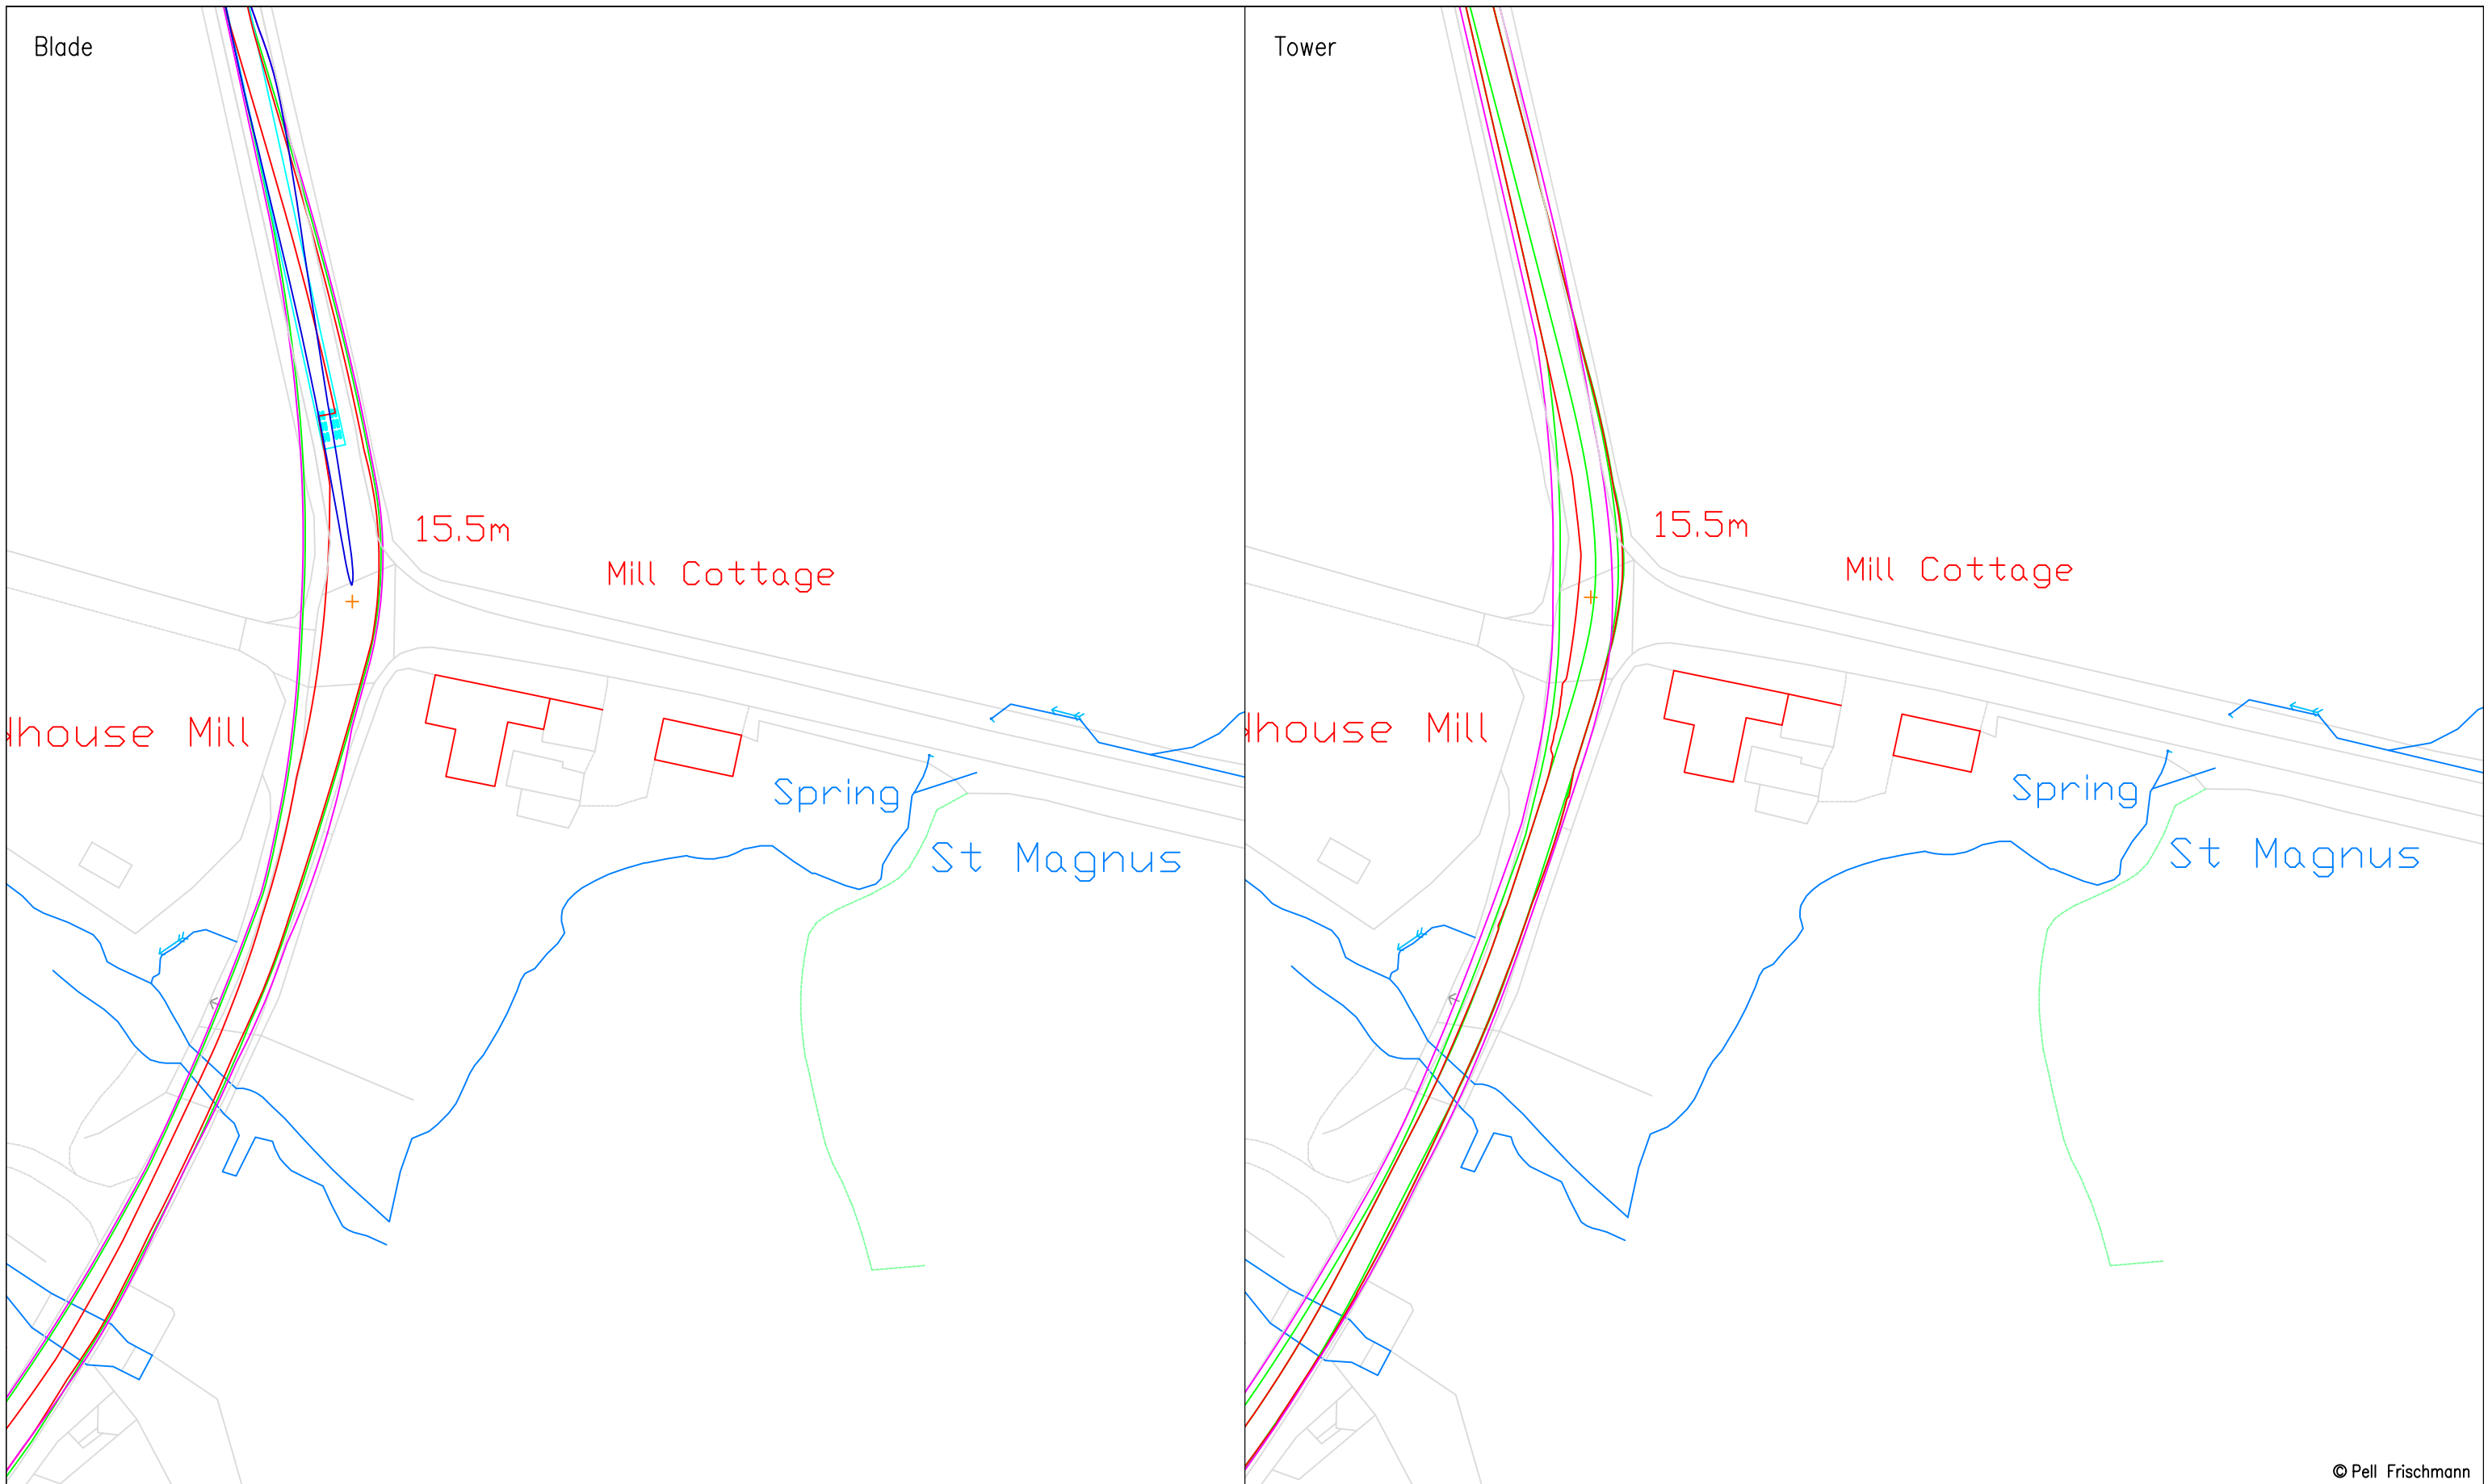 Blade
15.5m
Mill Cottage
lhouse Mill
Spring
St Magnus
Tower
15.5m
Mill Cottage
lhouse Mill
Spring
St Magnus
© Pell Frischmann